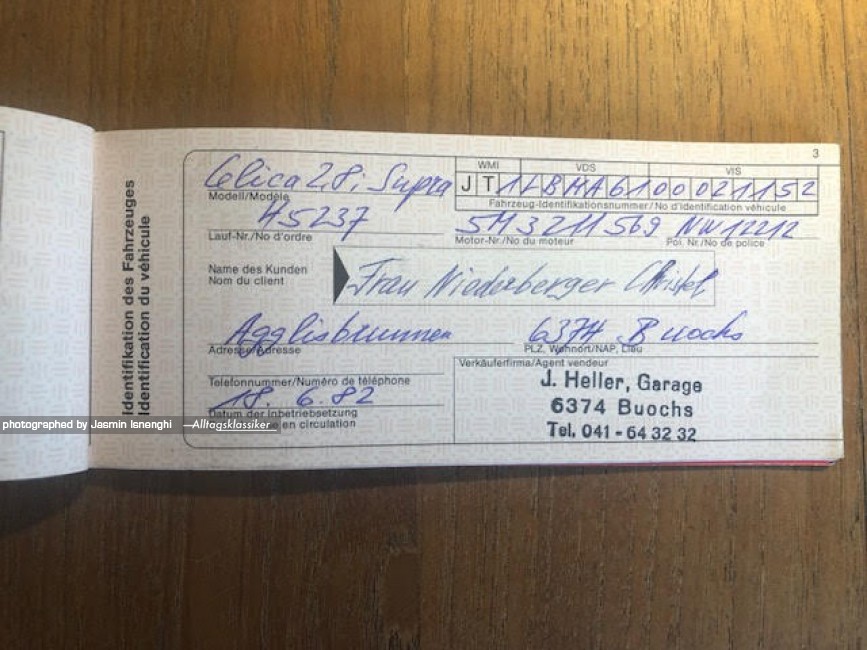 3
Identifikation des Fahrzeuges
Identification du véhicule
Celica 2,8i Supra
Modell/Modèle
WMI VDS VIS
J T 1 L B M A 6 1 0 0 0 2 1 1 5 2
Fahrzeug-Identifikationsnummer/No d'identification véhicule
45237
Lauf-Nr./No d'ordre
5M 3211569
Motor-Nr./No du moteur
NW 12212
Pol. Nr./No de police
Name des Kunden
Nom du client
Frau Niederberger Christel
Agglisbrunnen
Adresse/Adresse
6374 Buochs
PLZ, Wohnort/NAP, Lieu
Telefonnummer/Numéro de téléphone
18. 6. 82
Datum der Inbetriebsetzung
en circulation
Verkäuferfirma/Agent vendeur
J. Heller, Garage
6374 Buochs
Tel. 041 - 64 32 32
photographed by Jasmin Isnenghi —Alltagsklassiker